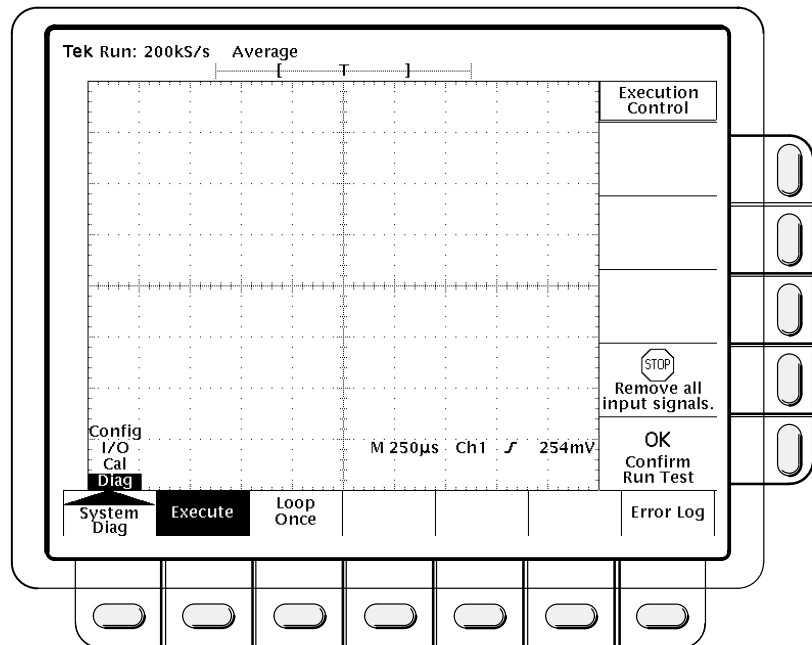 Tek Run: 200kS/s Average
[ T ]
Execution
Control
STOP
Remove all
input signals.
OK
Confirm
Run Test
M 250µs Ch1 254mV
Config
I/O
Cal
Diag
System
Diag
Execute
Loop
Once
Error Log